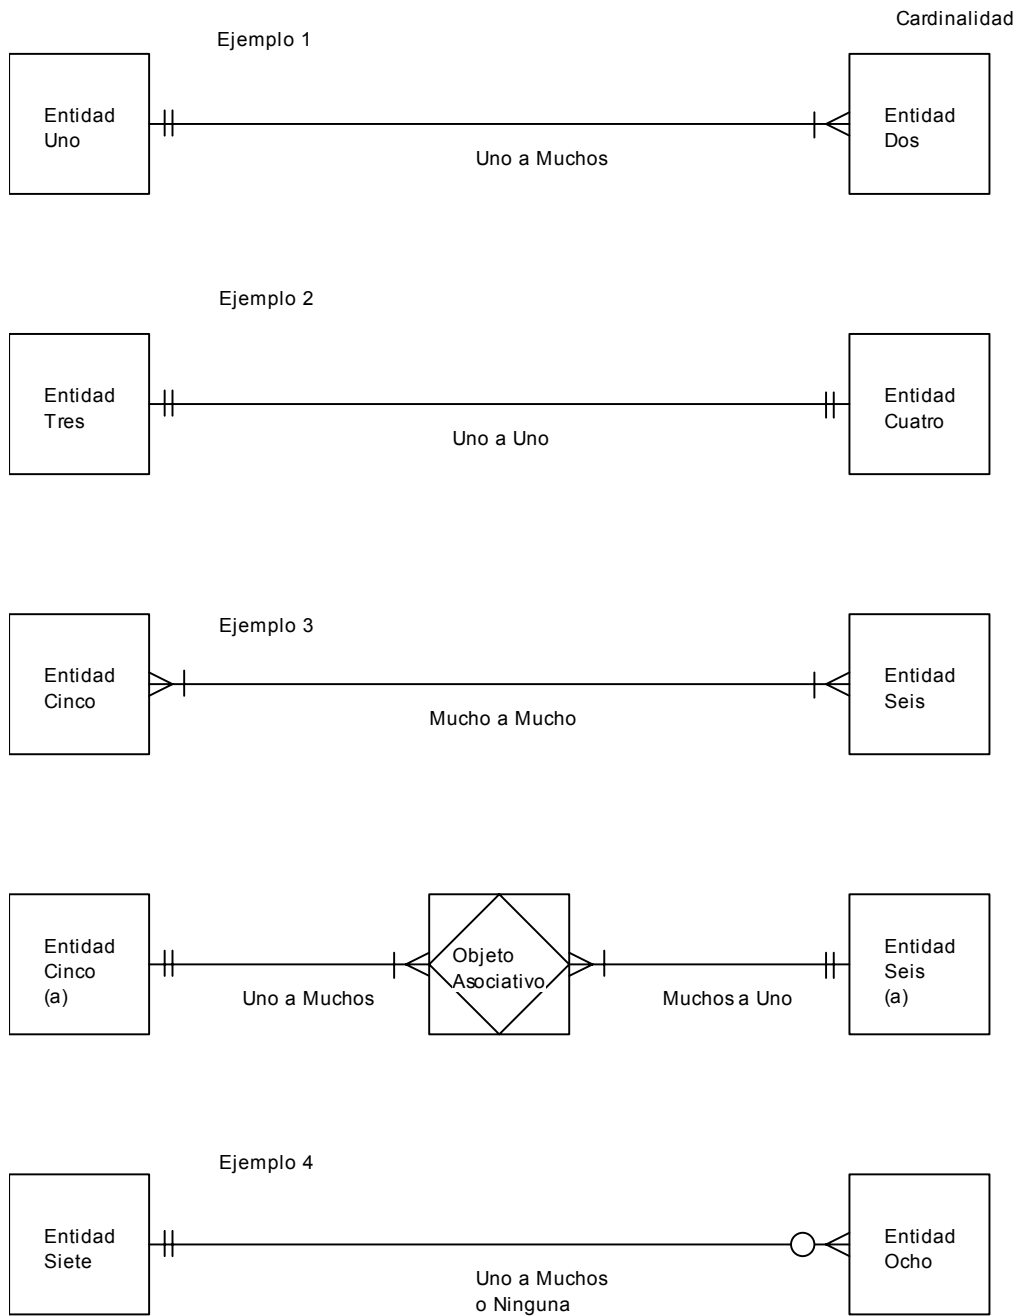 Cardinalidad
Ejemplo 1
Entidad
Uno
Uno a Muchos
Entidad
Dos
Ejemplo 2
Entidad
Tres
Uno a Uno
Entidad
Cuatro
Ejemplo 3
Entidad
Cinco
Mucho a Mucho
Entidad
Seis
Entidad
Cinco
(a)
Uno a Muchos
Objeto
Asociativo
Muchos a Uno
Entidad
Seis
(a)
Ejemplo 4
Entidad
Siete
Uno a Muchos
o Ninguna
Entidad
Ocho